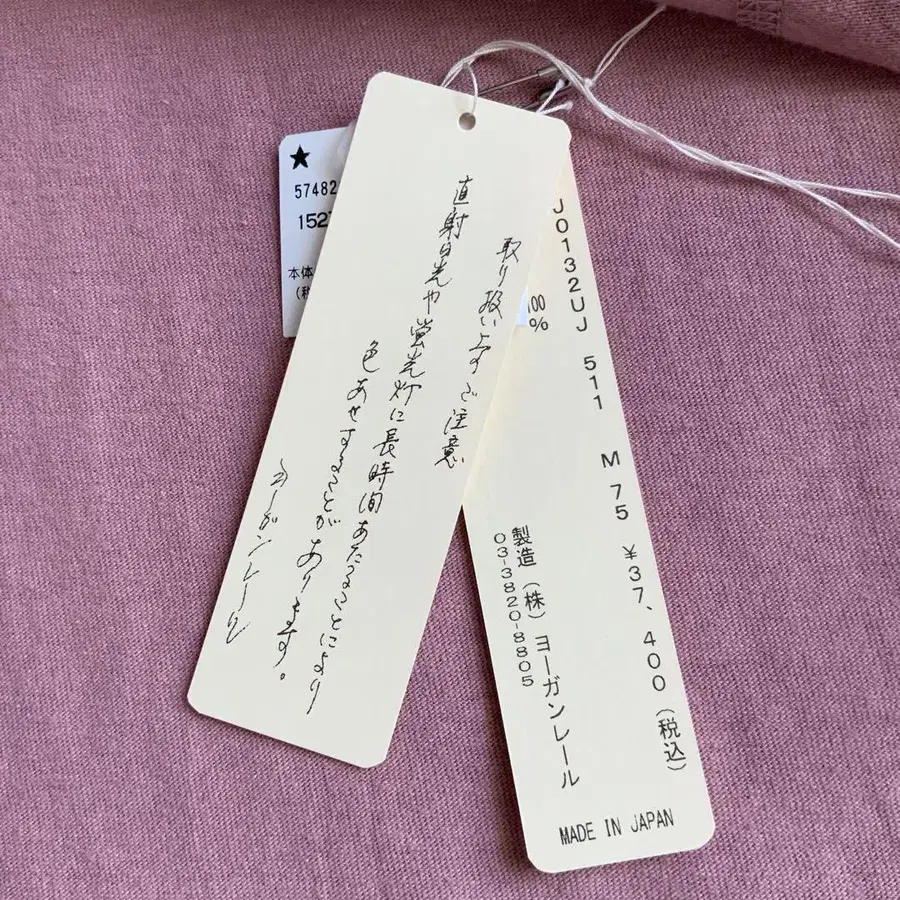 取り扱い上のご注意
直射日光や蛍光灯に長時間あたることにより
色あせすることがあります。
ヨーガンレール
★
57482
152
本体
J0132UJ 511 M 75 ¥37,400(税込)
100
%
製造(株)ヨーガンレール
03-3820-8805
MADE IN JAPAN